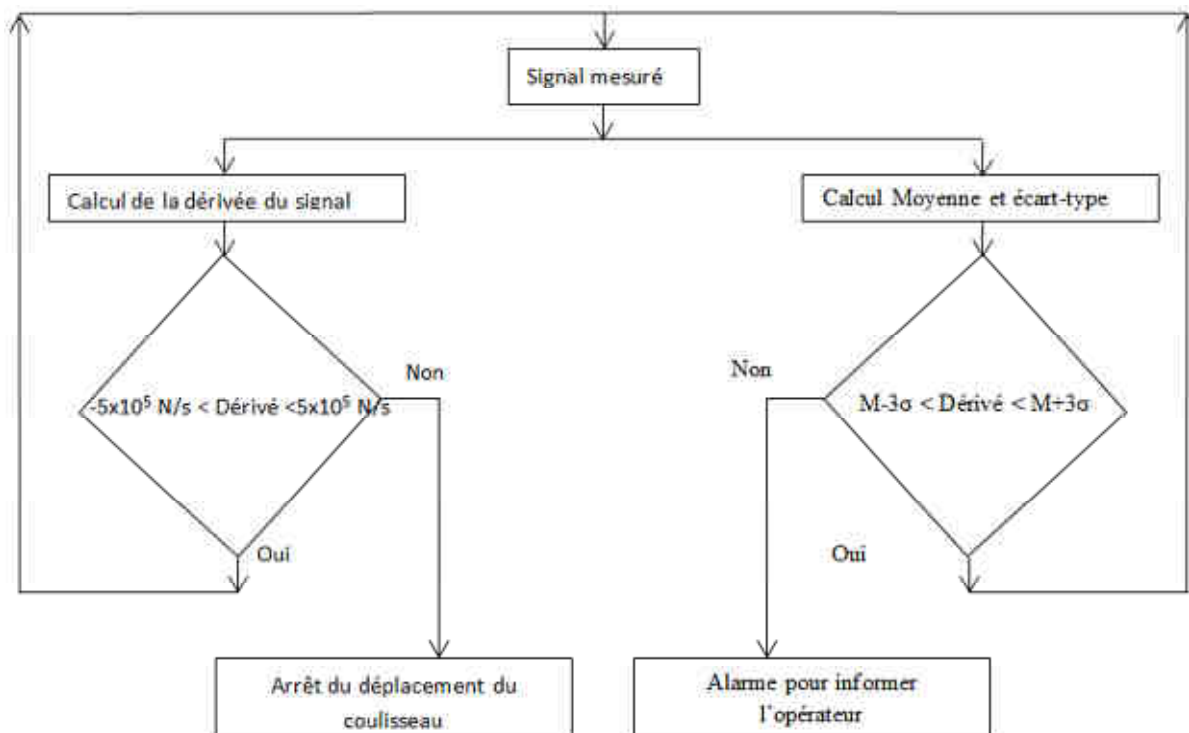 Signal mesuré
Calcul de la dérivée du signal
Calcul Moyenne et écart-type
Non
Non
-5x10⁵ N/s < Dérivé <5x10⁵ N/s
M-3σ < Dérivé < M+3σ
Oui
Oui
Arrêt du déplacement du
coulisseau
Alarme pour informer
l'opérateur